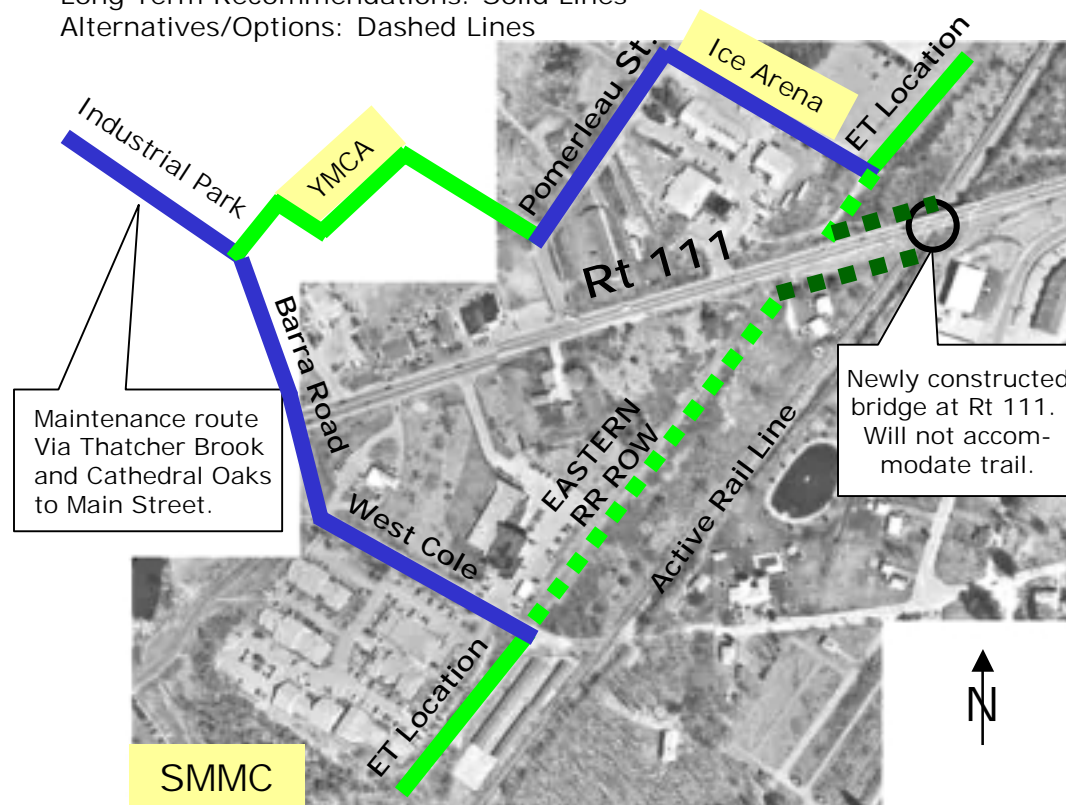 Long Term Recommendations: Solid Lines
Alternatives/Options: Dashed Lines
Industrial Park
YMCA
Pomerleau St.
Ice Arena
ET Location
Rt 111
Barra Road
Maintenance route
Via Thatcher Brook
and Cathedral Oaks
to Main Street.
Newly constructed
bridge at Rt 111.
Will not accom-
modate trail.
EASTERN
RR ROW
Active Rail Line
West Cole
ET Location
SMMC
N